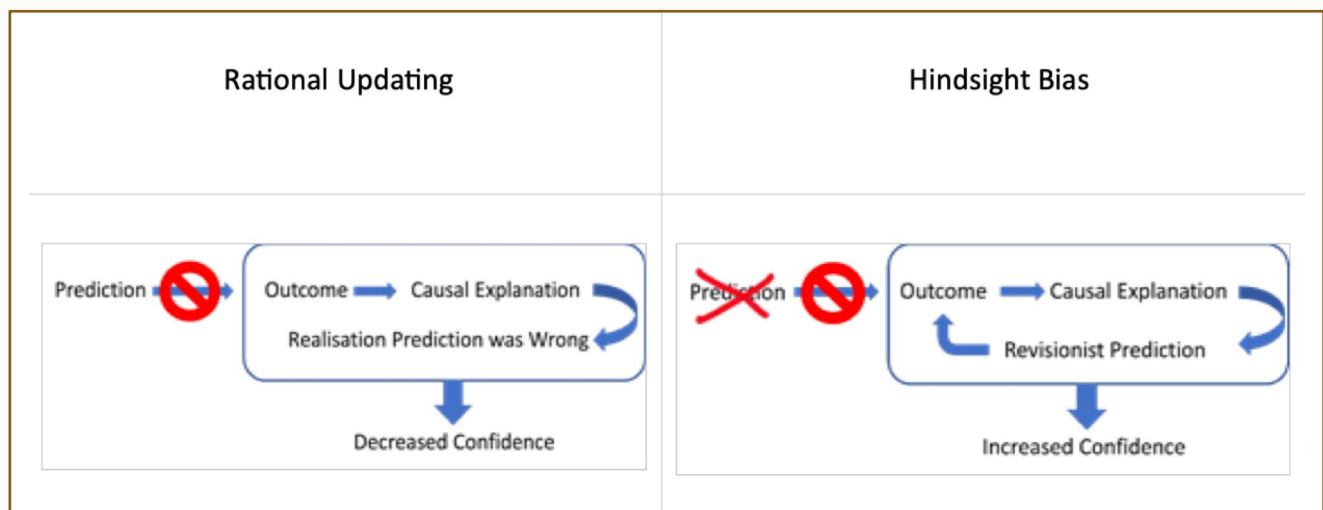 Rational Updating
Hindsight Bias
Prediction
Outcome
Causal Explanation
Realisation Prediction was Wrong
Decreased Confidence
Prediction
Outcome
Causal Explanation
Revisionist Prediction
Increased Confidence